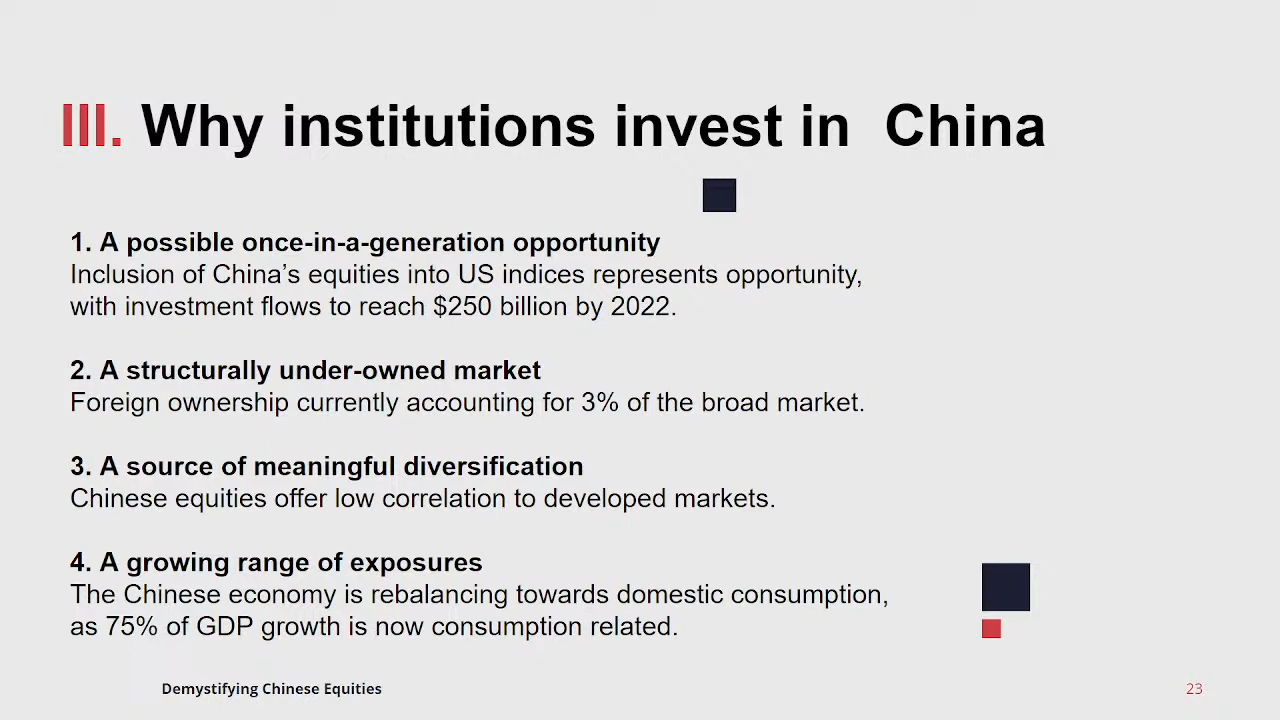 III. Why institutions invest in  China
1. A possible once-in-a-generation opportunity
Inclusion of China’s equities into US indices represents opportunity,
with investment flows to reach $250 billion by 2022.
2. A structurally under-owned market
Foreign ownership currently accounting for 3% of the broad market.
3. A source of meaningful diversification
Chinese equities offer low correlation to developed markets.
4. A growing range of exposures
The Chinese economy is rebalancing towards domestic consumption,
as 75% of GDP growth is now consumption related.
Demystifying Chinese Equities
23